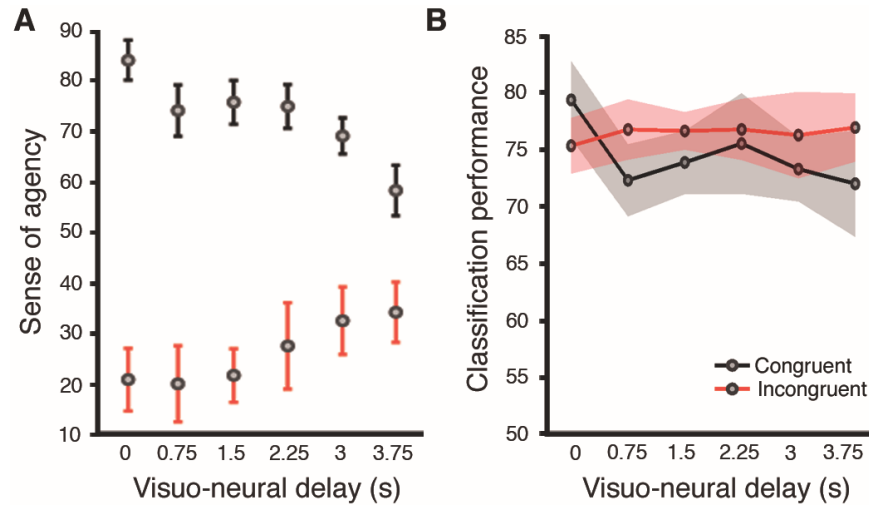 A
Sense of agency
90
80
70
60
50
40
30
20
10
0 0.75 1.5 2.25 3 3.75
Visuo-neural delay (s)
B
Classification performance
85
80
75
70
65
60
55
50
Congruent
Incongruent
0 0.75 1.5 2.25 3 3.75
Visuo-neural delay (s)